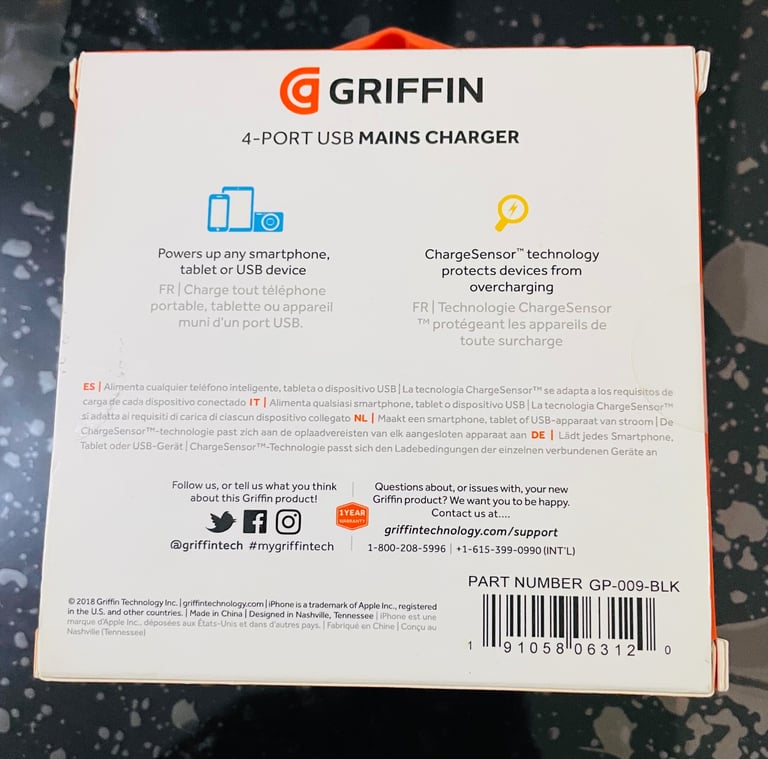 GRIFFIN
4-PORT USB MAINS CHARGER
Powers up any smartphone,
tablet or USB device
FR | Charge tout téléphone
portable, tablette ou appareil
muni d'un port USB.
ChargeSensor™ technology
protects devices from
overcharging
FR | Technologie ChargeSensor
™ protégeant les appareils de
toute surcharge
ES | Alimenta cualquier teléfono inteligente, tableta o dispositivo USB | La tecnologia ChargeSensor™ se adapta a los requisitos de
carga de cada dispositivo conectado IT | Alimenta qualsiasi smartphone, tablet o dispositivo USB | La tecnologia ChargeSensor™
si adatta ai requisiti di carica di ciascun dispositivo collegato NL | Maakt een smartphone, tablet of USB-apparaat van stroom | De
ChargeSensor™-technologie past zich aan de oplaadvereisten van elk aangesloten apparaat aan DE | Lädt jedes Smartphone,
Tablet oder USB-Gerät | ChargeSensor™-Technologie passt sich den Ladebedingungen der einzelnen verbundenen Geräte an
Follow us, or tell us what you think
about this Griffin product!
@griffintech #mygriffintech
1 YEAR
WARRANTY
Questions about, or issues with, your new
Griffin product? We want you to be happy.
Contact us at....
griffintechnology.com/support
1-800-208-5996 | +1-615-399-0990 (INT'L)
© 2018 Griffin Technology Inc. | griffintechnology.com | iPhone is a trademark of Apple Inc., registered
in the U.S. and other countries. | Made in China | Designed in Nashville, Tennessee | iPhone est une
marque d'Apple Inc., déposées aux États-Unis et dans d'autres pays. | Fabriqué en Chine | Conçu au
Nashville (Tennessee)
PART NUMBER GP-009-BLK
1 91058 06312 0